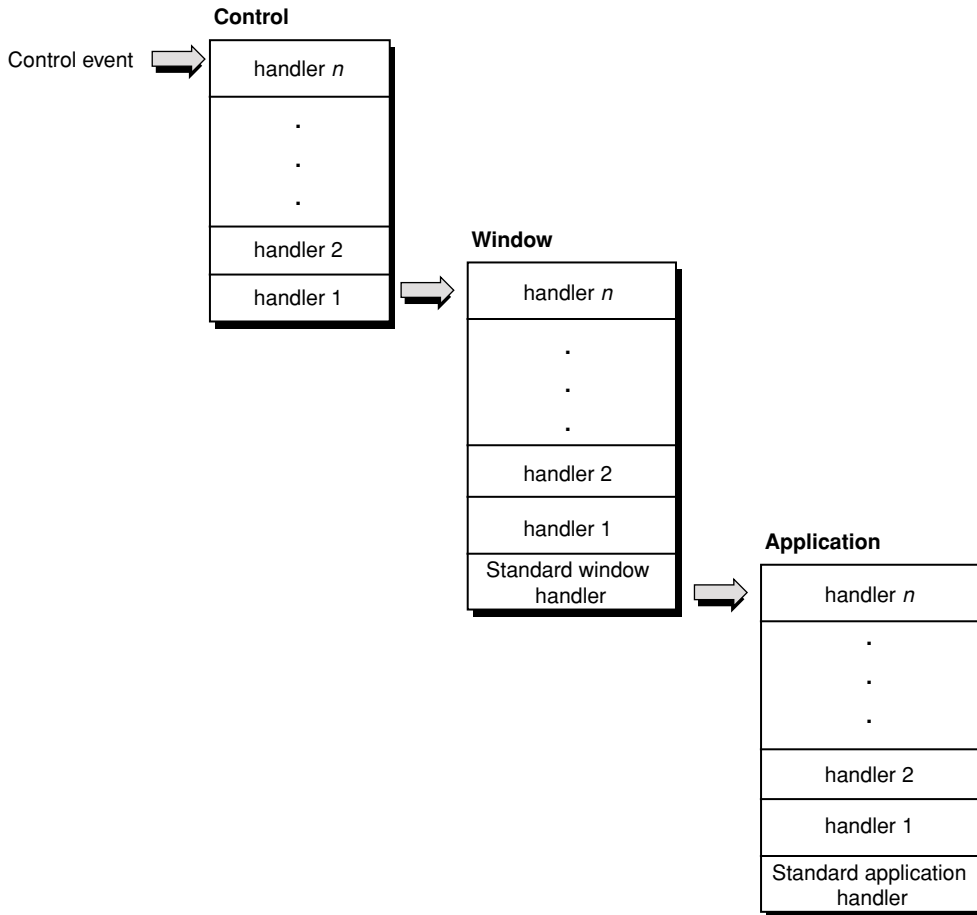 Control
Control event
handler n
.
.
.
handler 2
handler 1
Window
handler n
.
.
.
handler 2
handler 1
Standard window
handler
Application
handler n
.
.
.
handler 2
handler 1
Standard application
handler